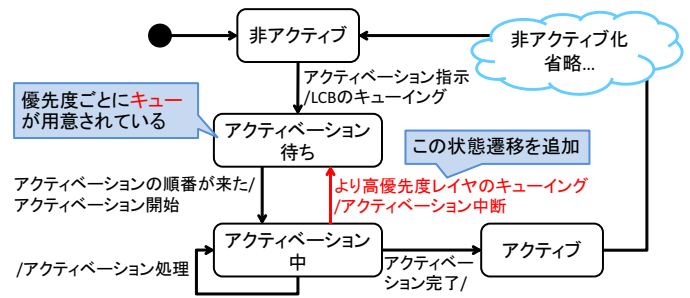 非アクティブ
非アクティブ化
省略...
アクティベーション指示
/LCBのキューイング
優先度ごとにキュー
が用意されている
アクティベーション
待ち
この状態遷移を追加
アクティベーションの順番が来た/
アクティベーション開始
より高優先度レイヤのキューイング
/アクティベーション中断
/アクティベーション処理
アクティベーション
中
アクティベー
ション完了/
アクティブ